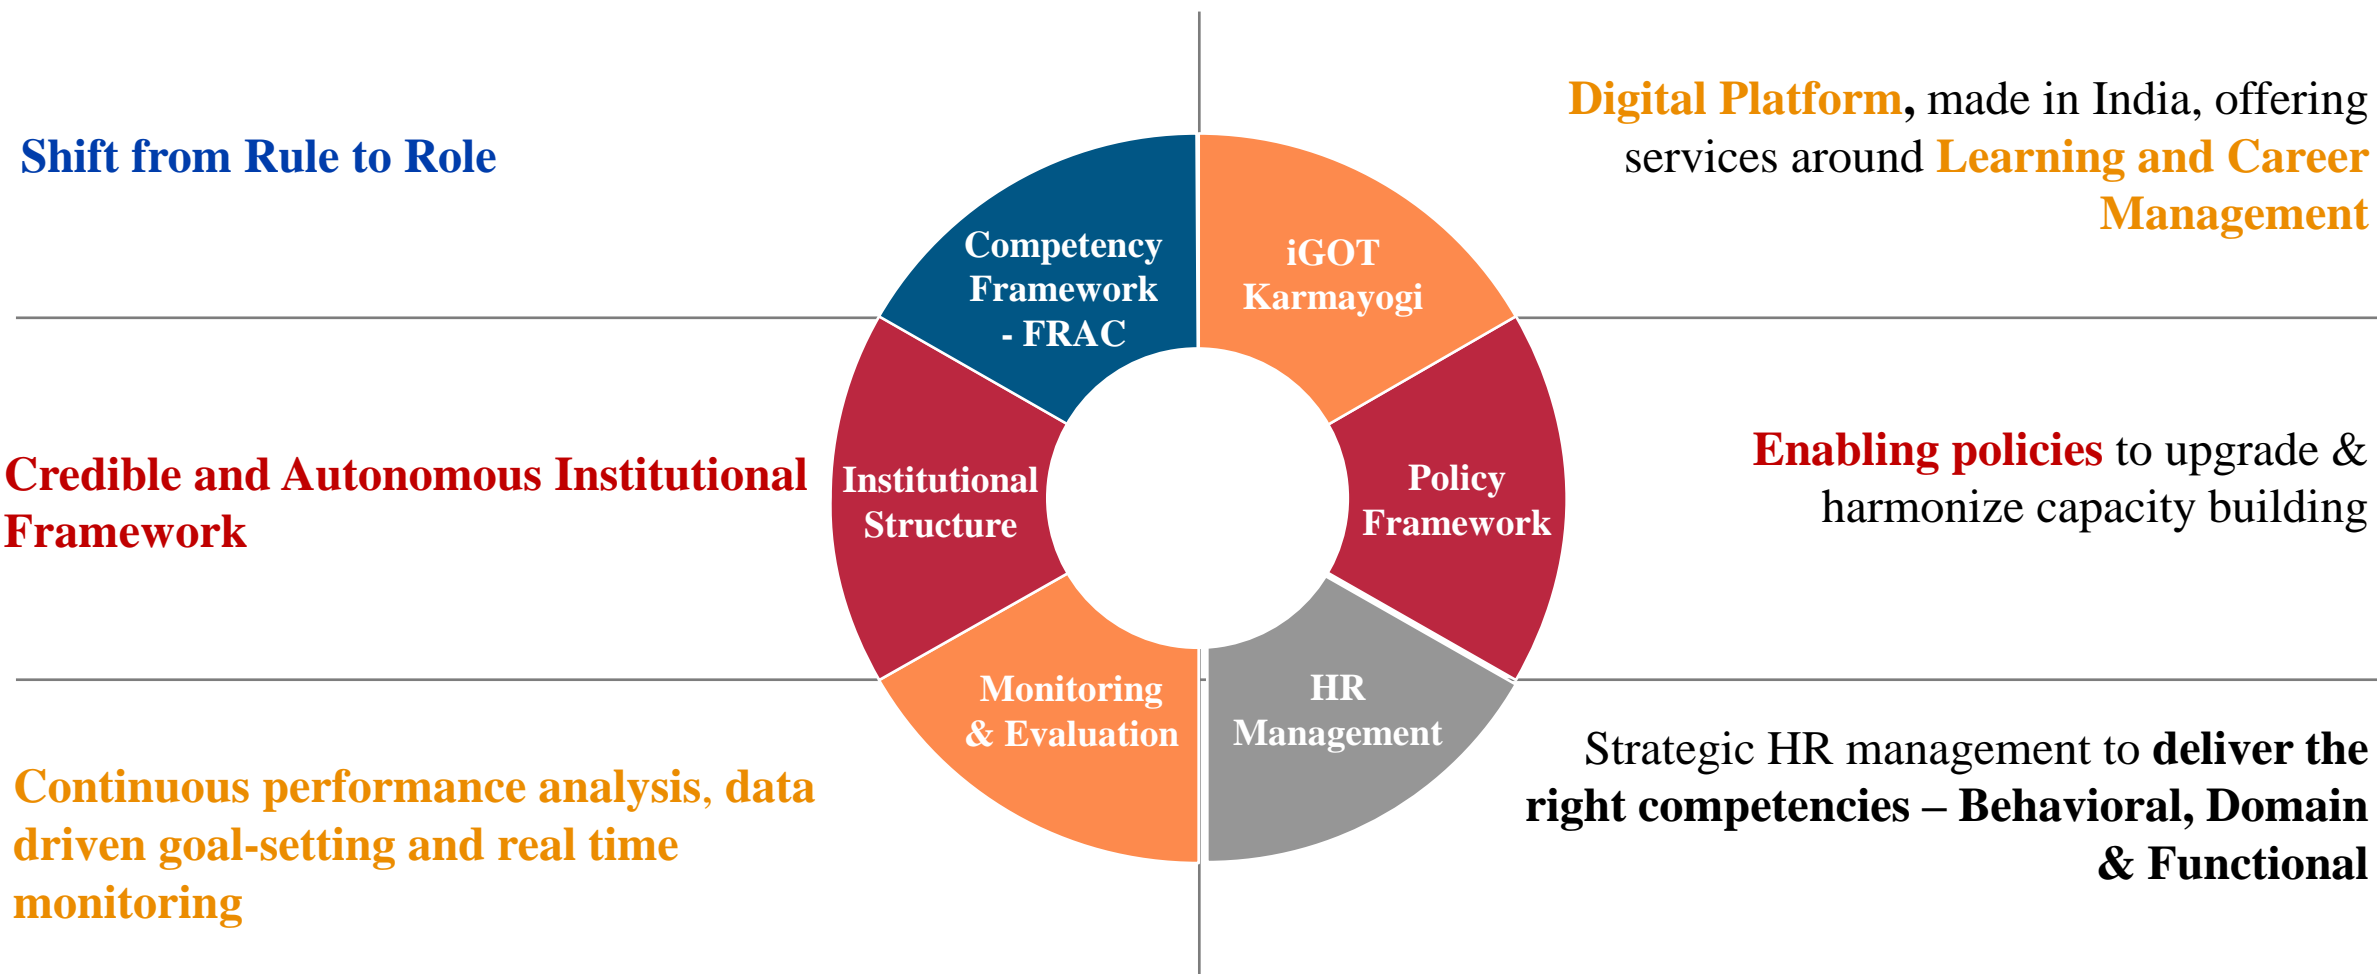 Shift from Rule to Role
Digital Platform, made in India, offering
services around Learning and Career
Management
Competency
Framework
- FRAC
iGOT
Karmayogi
Credible and Autonomous Institutional
Framework
Institutional
Structure
Policy
Framework
Enabling policies to upgrade &
harmonize capacity building
Monitoring
& Evaluation
HR
Management
Continuous performance analysis, data
driven goal-setting and real time
monitoring
Strategic HR management to deliver the
right competencies – Behavioral, Domain
& Functional